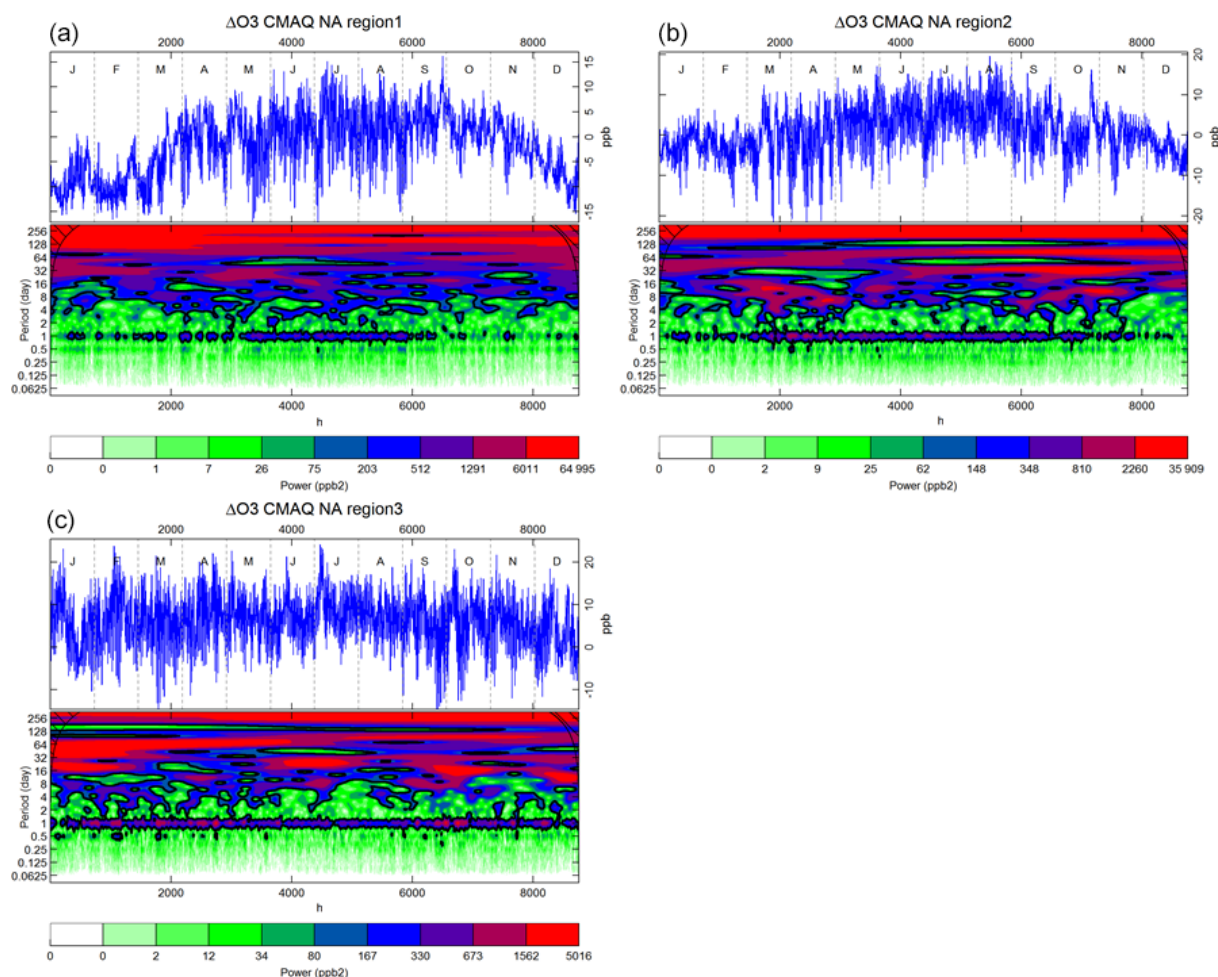 (a)
ΔO3 CMAQ NA region1
2000 4000 6000 8000
J F M A M J J A S O N D
15
10
5
0
-5
-15
ppb
256
128
64
32
16
8
4
2
1
0.5
0.25
0.125
0.0625
Period (day)
2000 4000 6000 8000
h
0 0 1 7 26 75 203 512 1291 6011 64 995
Power (ppb2)
(b)
ΔO3 CMAQ NA region2
2000 4000 6000 8000
J F M A M J J A S O N D
20
10
0
-10
-20
ppb
256
128
64
32
16
8
4
2
1
0.5
0.25
0.125
0.0625
Period (day)
2000 4000 6000 8000
h
0 0 2 9 25 62 148 348 810 2260 35 909
Power (ppb2)
(c)
ΔO3 CMAQ NA region3
2000 4000 6000 8000
J F M A M J J A S O N D
20
10
0
-10
ppb
256
128
64
32
16
8
4
2
1
0.5
0.25
0.125
0.0625
Period (day)
2000 4000 6000 8000
h
0 0 2 12 34 80 167 330 673 1562 5016
Power (ppb2)